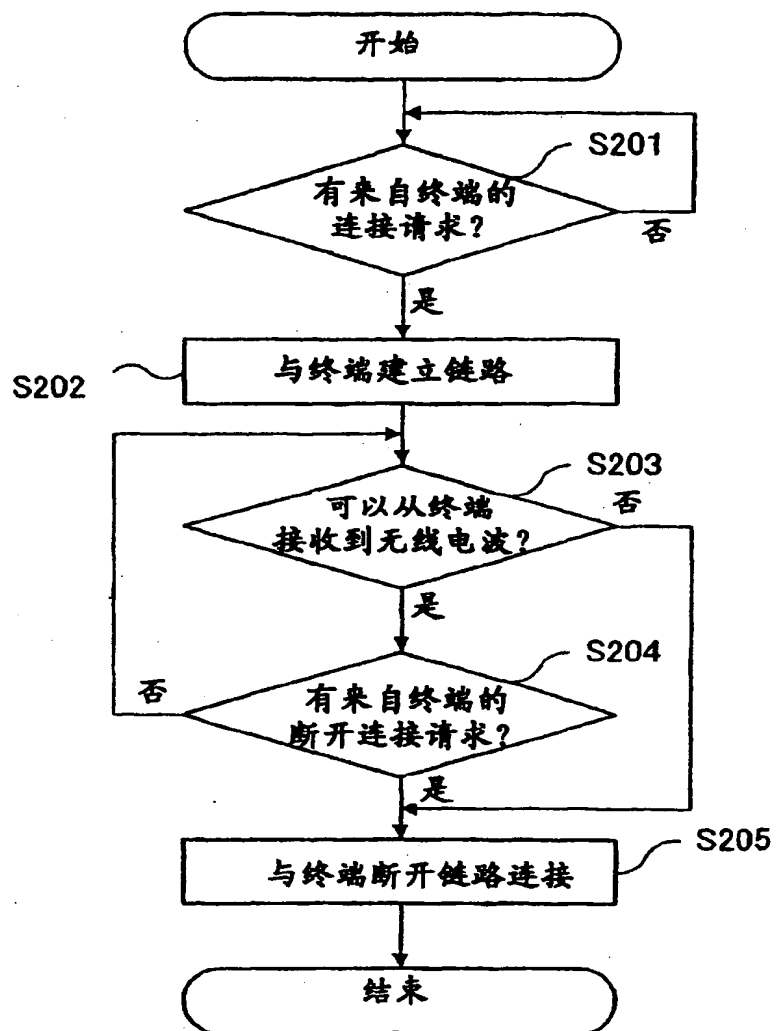 开始
S201
有来自终端的
连接请求?
否
是
与终端建立链路
S202
S203
可以从终端
接收到无线电波?
否
是
S204
有来自终端的
断开连接请求?
否
是
S205
与终端断开链路连接
结束